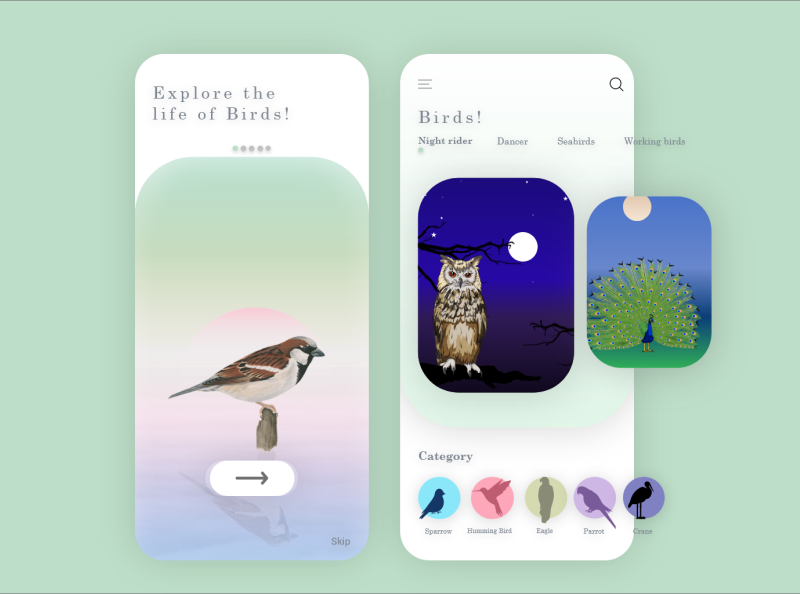 Explore the
life of Birds!
Skip
Birds!
Night rider Dancer Seabirds Working birds
Category
Sparrow Humming Bird Eagle Parrot Crane